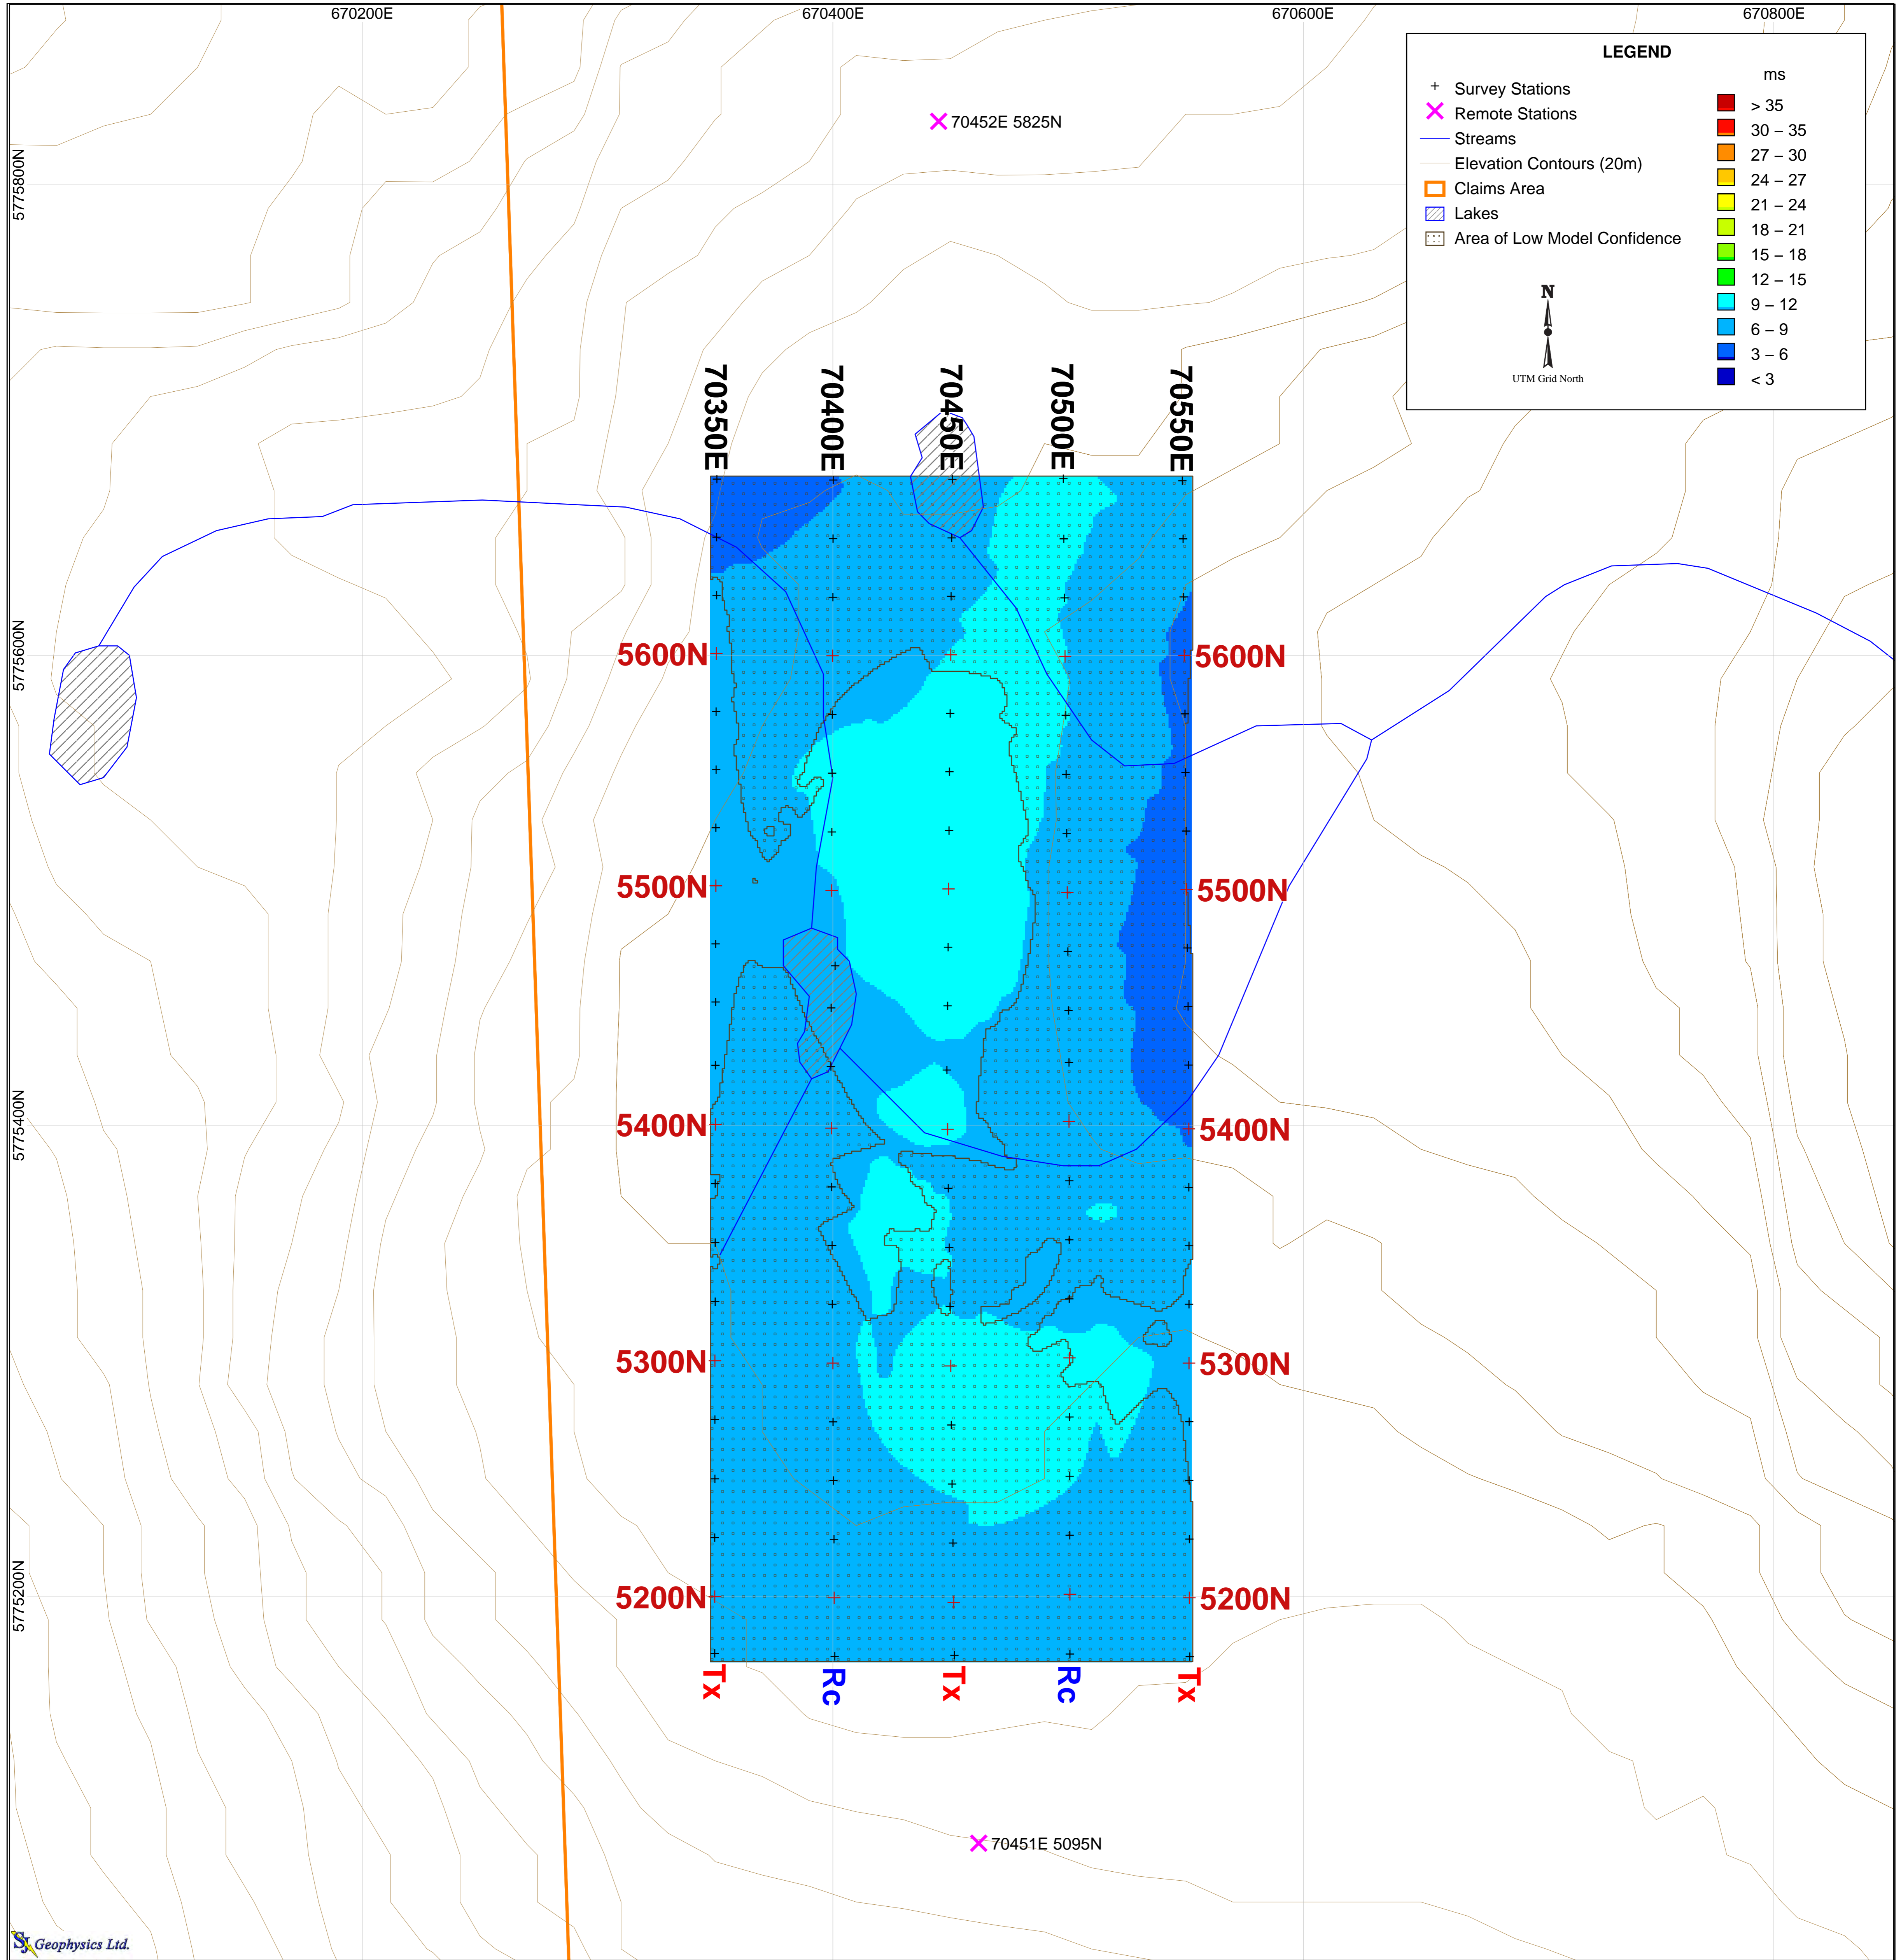 670200E 670400E 670600E 670800E
LEGEND
ms
Survey Stations
Remote Stations
Streams
Elevation Contours (20m)
Claims Area
Lakes
Area of Low Model Confidence
> 35
30 – 35
27 – 30
24 – 27
21 – 24
18 – 21
15 – 18
12 – 15
9 – 12
6 – 9
3 – 6
< 3
N
UTM Grid North
70452E 5825N
5775800N
70350E 70400E 70450E 70500E 70550E
5775600N
5600N 5600N
5500N 5500N
5775400N
5400N 5400N
5300N 5300N
5775200N
5200N 5200N
Tx Rc Tx Rc Tx
70451E 5095N
SJ Geophysics Ltd.